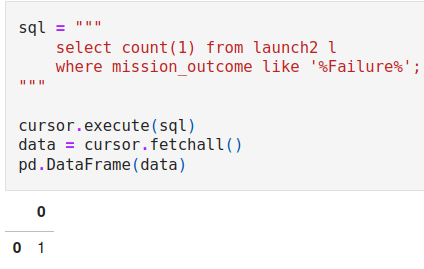 sql = """
    select count(1) from launch2 l
    where mission_outcome like '%Failure%';
"""
cursor.execute(sql)
data = cursor.fetchall()
pd.DataFrame(data)
0
0 1